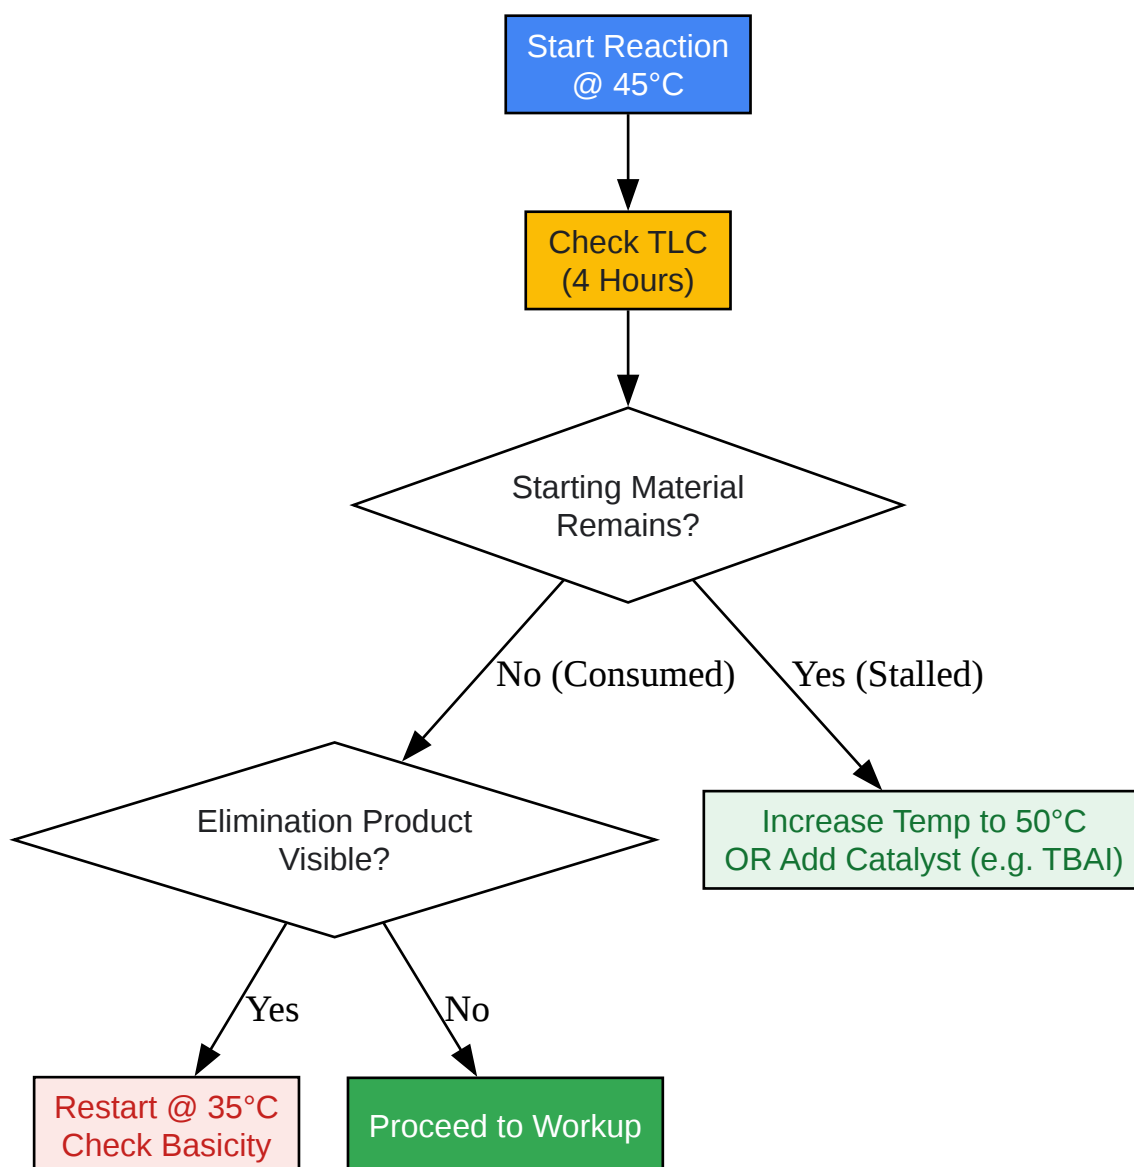 Start Reaction
@ 45°C
Check TLC
(4 Hours)
Starting Material
Remains?
No (Consumed)
Yes (Stalled)
Elimination Product
Visible?
Increase Temp to 50°C
OR Add Catalyst (e.g. TBAI)
Yes
No
Restart @ 35°C
Check Basicity
Proceed to Workup